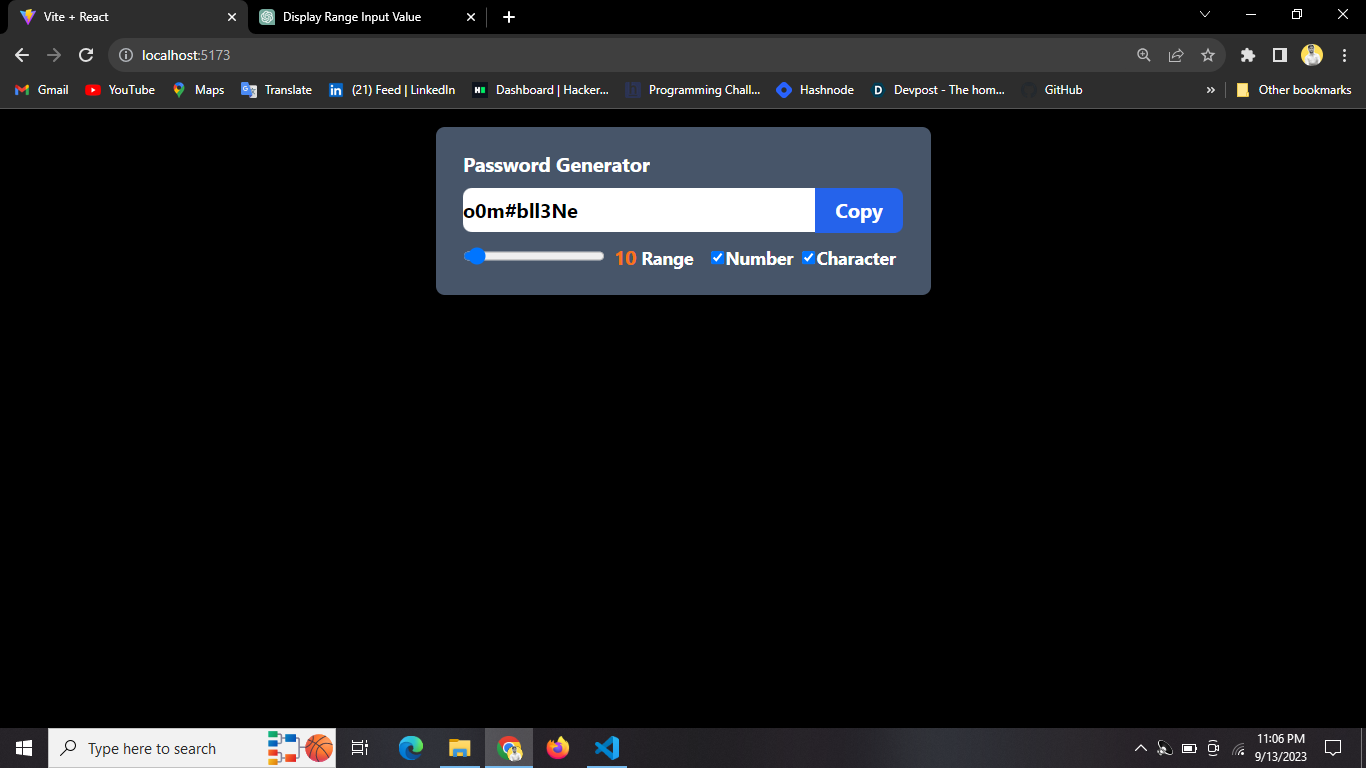 Vite + React
Display Range Input Value
localhost:5173
Gmail YouTube Maps Translate (21) Feed | LinkedIn Dashboard | Hacker... Programming Chall... Hashnode Devpost - The hom... GitHub » Other bookmarks
Password Generator
o0m#bll3Ne Copy
10 Range Number Character
Type here to search
11:06 PM
9/13/2023